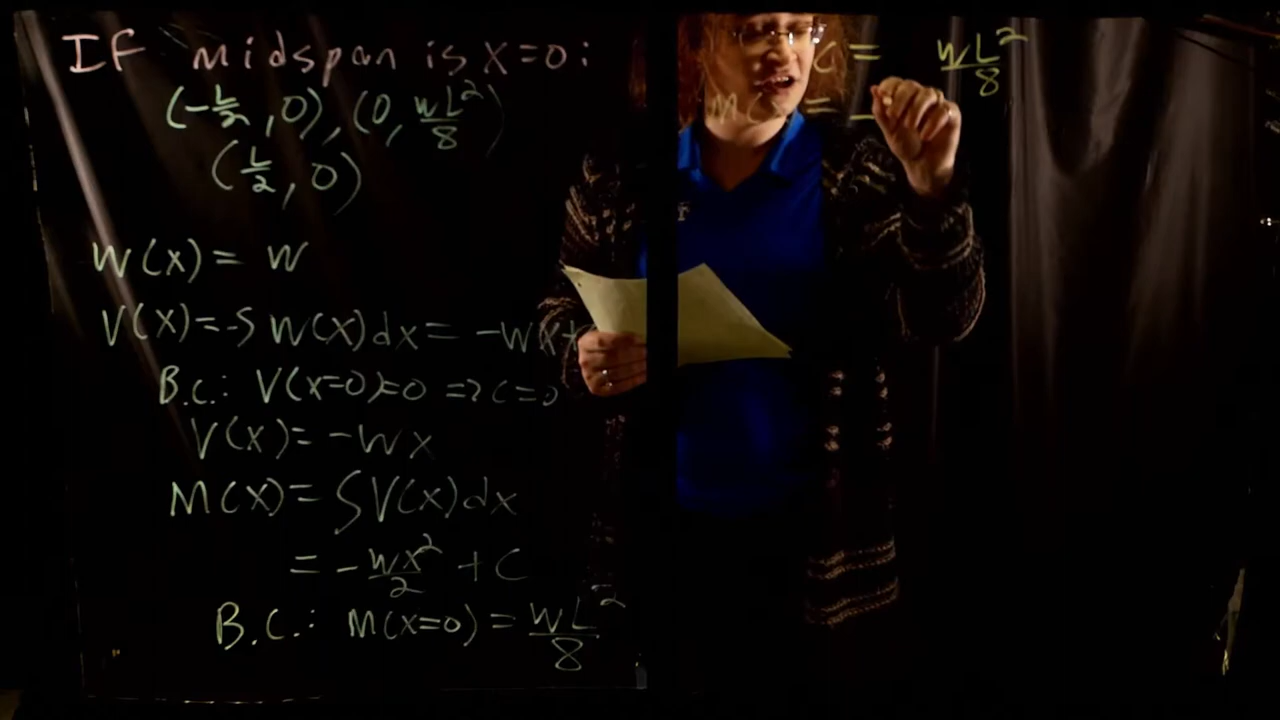 If midspan is x=0:
(-L/2, 0), (0, wL²/8)
(L/2, 0)
W(x) = W
V(x)=-∫ W(x)dx = -Wx+
B.C.: V(x=0)=0 => C=0
V(x)= -Wx
M(x)= ∫V(x)dx
= -wx²/2 + C
B.C.: M(x=0) = WL²/8
C = WL²/8
M( =